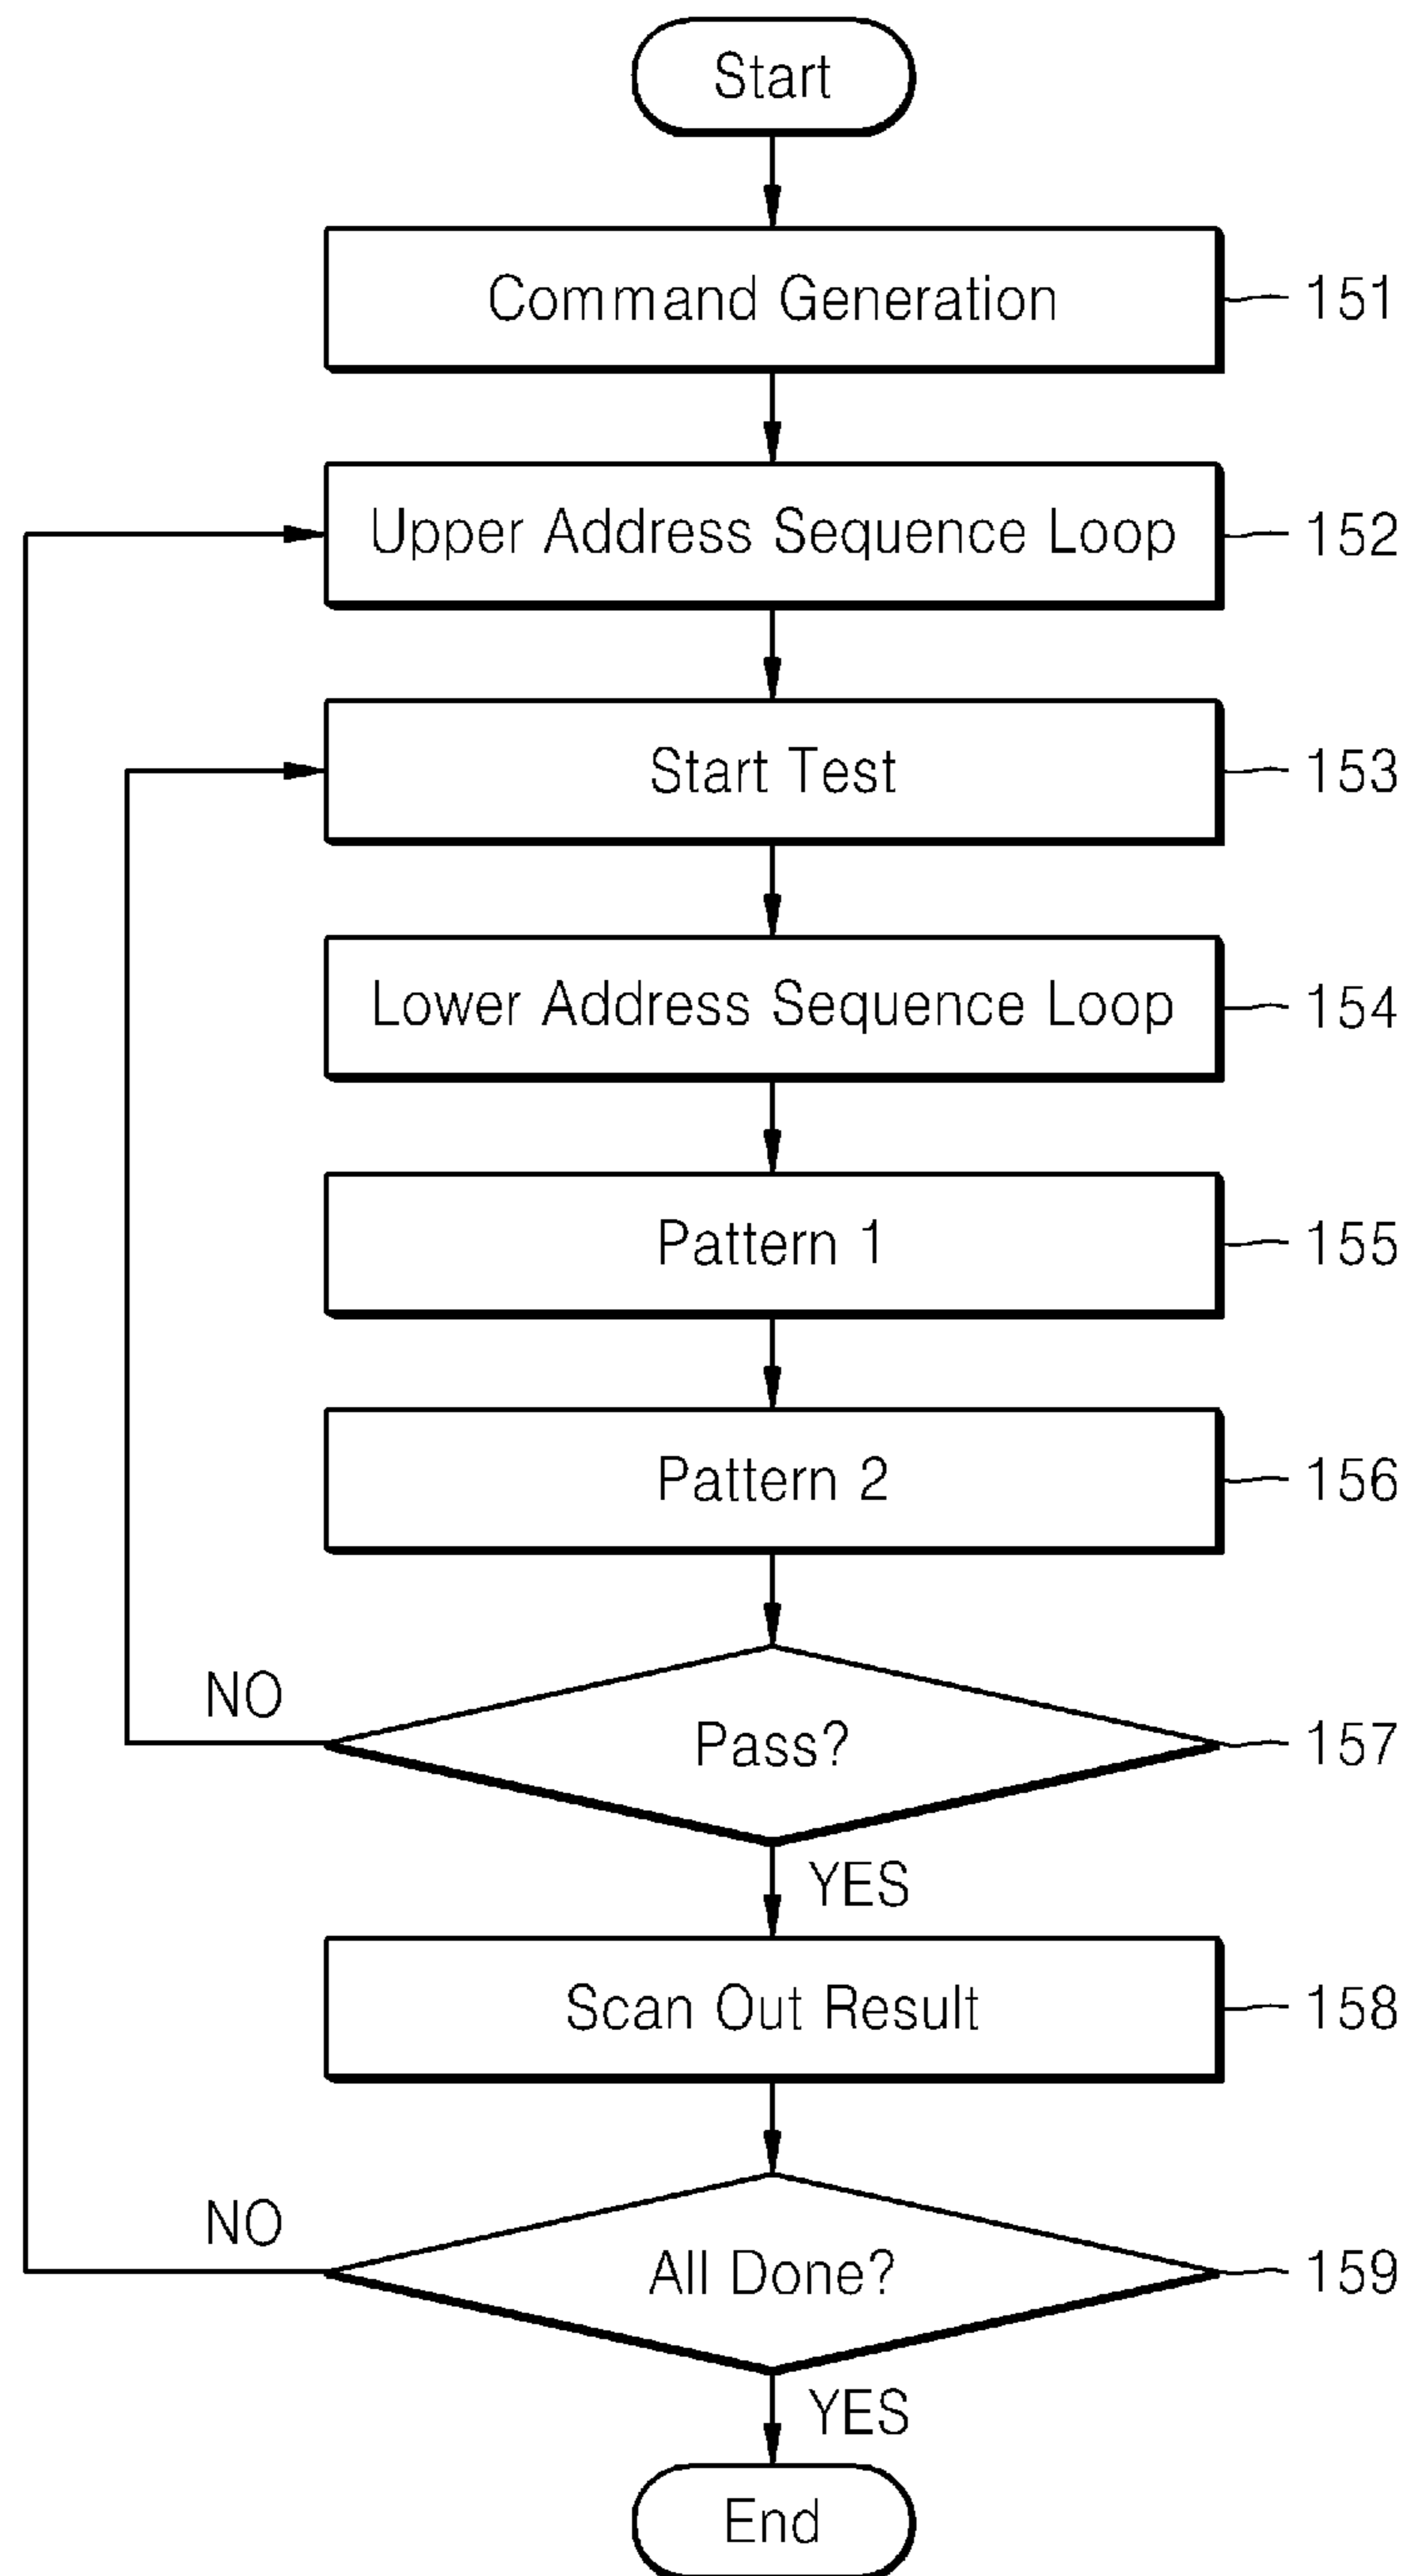 Start
Command Generation 151
Upper Address Sequence Loop 152
Start Test 153
Lower Address Sequence Loop 154
Pattern 1 155
Pattern 2 156
NO
Pass? 157
YES
Scan Out Result 158
NO
All Done? 159
YES
End